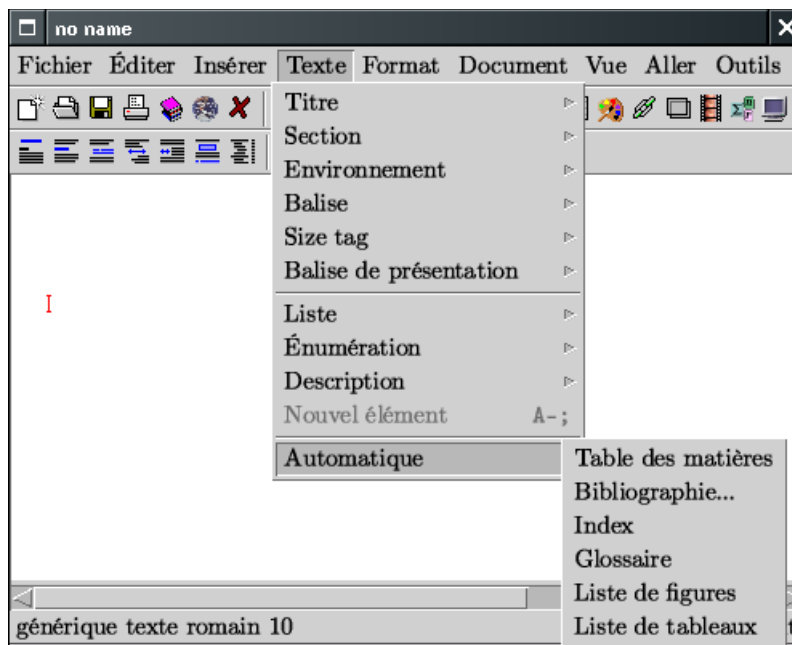 no name
Fichier Éditer Insérer Texte Format Document Vue Aller Outils
Titre
Section
Environnement
Balise
Size tag
Balise de présentation
Liste
Énumération
Description
Nouvel élément A-;
Automatique
Table des matières
Bibliographie...
Index
Glossaire
Liste de figures
Liste de tableaux
générique texte romain 10